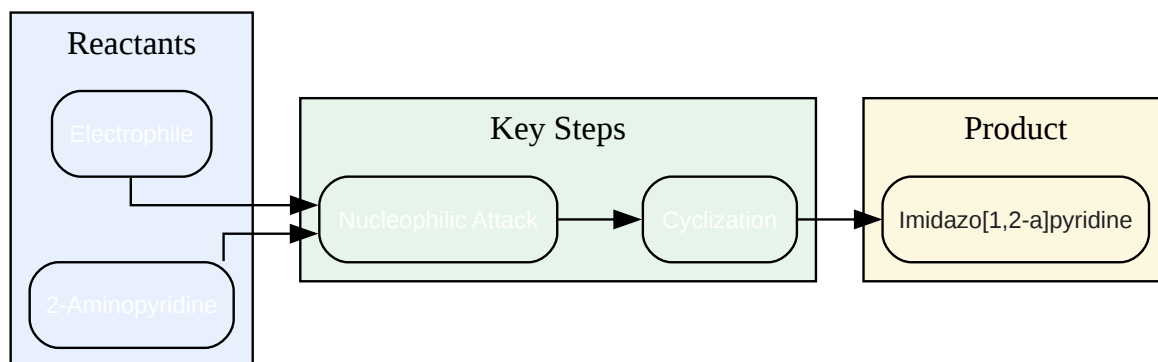 Reactants
Electrophile
2-Aminopyridine
Key Steps
Nucleophilic Attack
Cyclization
Product
Imidazo[1,2-a]pyridine